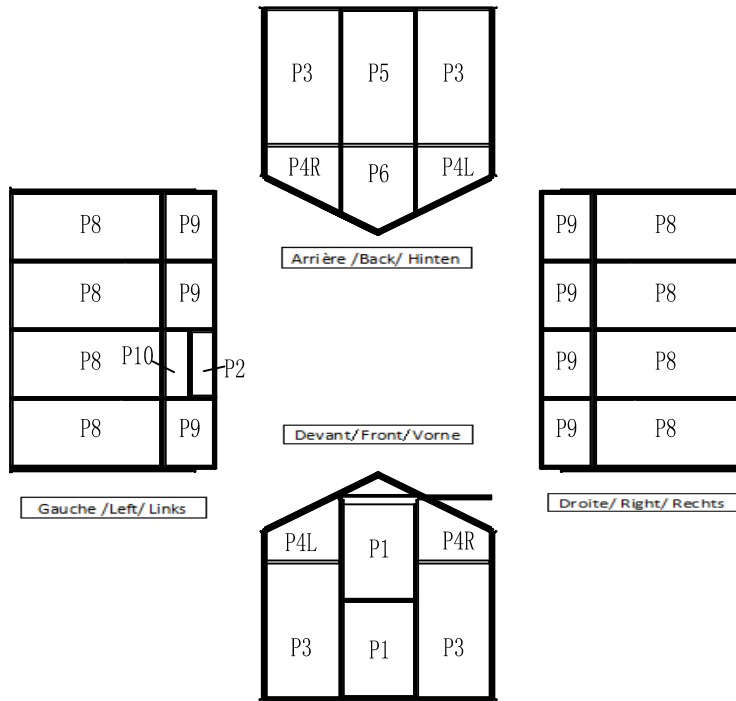 P3 P5 P3
P4R P6 P4L
Arrière /Back/ Hinten
P8 P9
P8 P9
P8 P10 P2
P8 P9
Gauche /Left/ Links
P9 P8
P9 P8
P9 P8
P9 P8
Droite/ Right/ Rechts
Devant/Front/Vorne
P4L P1 P4R
P3 P1 P3